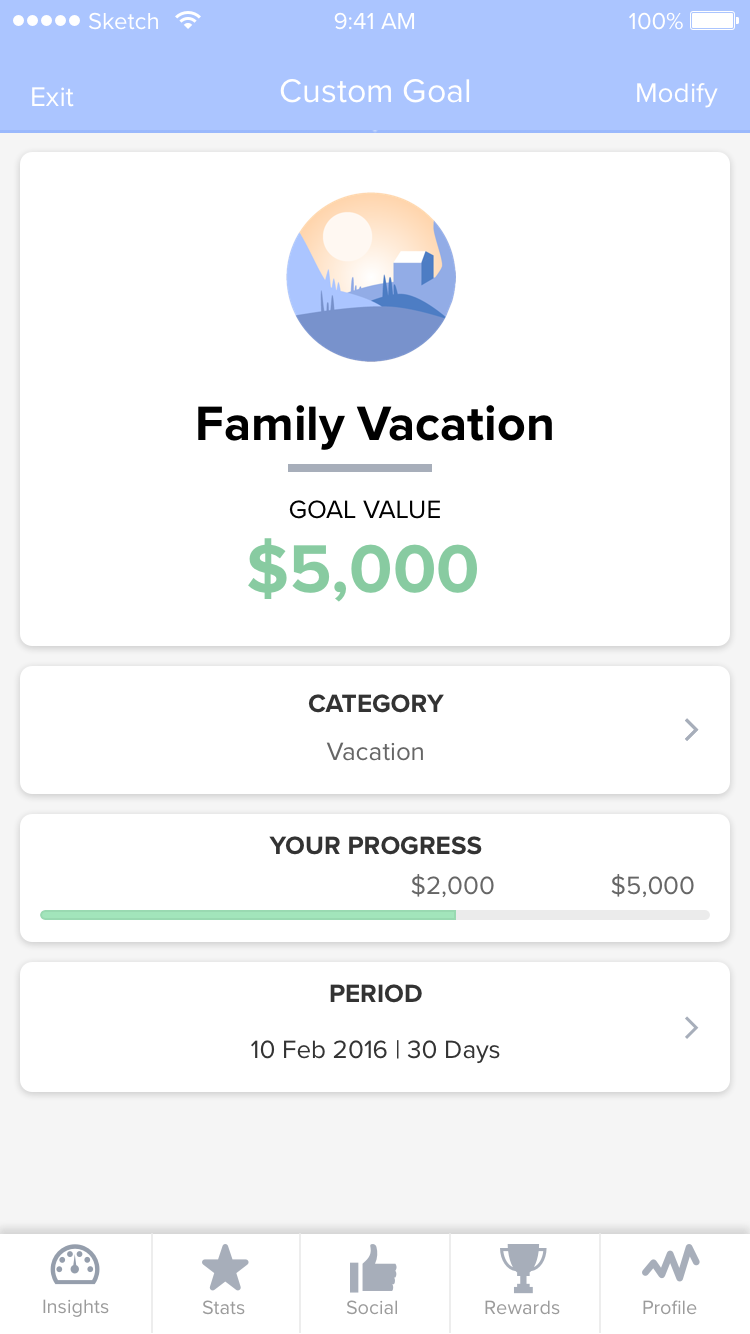 Sketch 9:41 AM 100%
Exit Custom Goal Modify
Family Vacation
GOAL VALUE
$5,000
CATEGORY
Vacation
YOUR PROGRESS
$2,000 $5,000
PERIOD
10 Feb 2016 | 30 Days
Insights Stats Social Rewards Profile